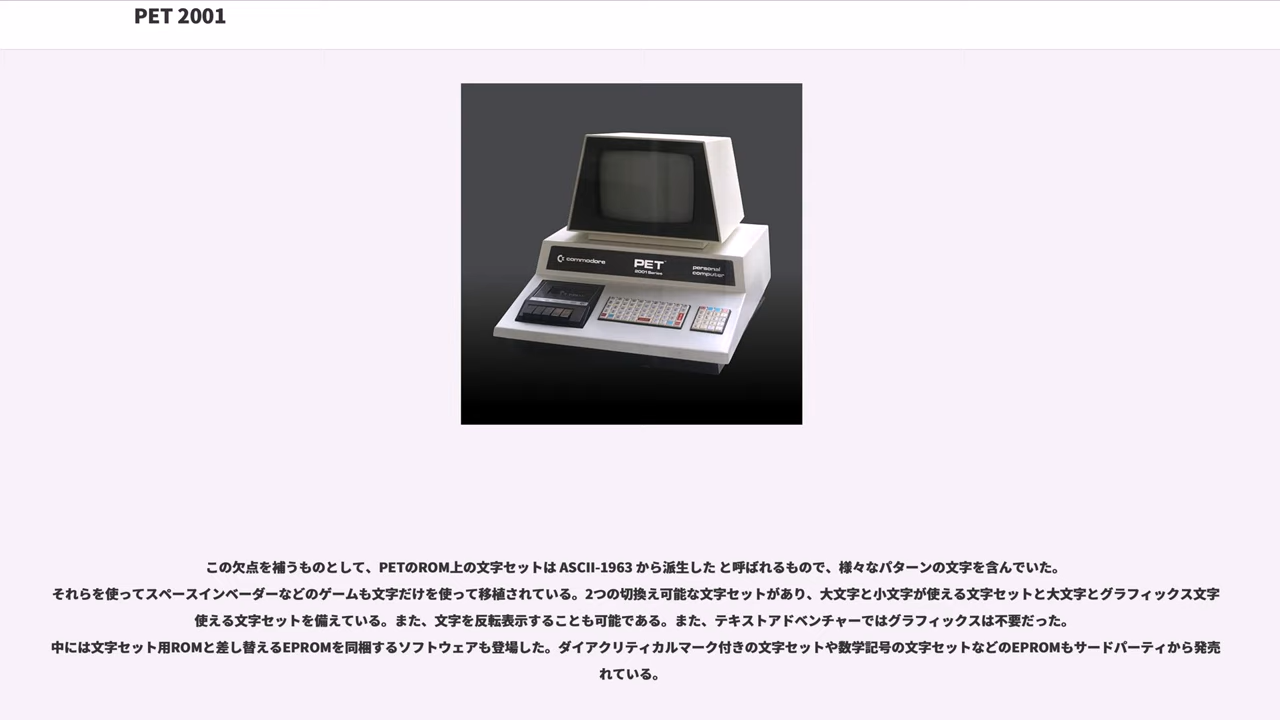 PET 2001
commodore
PET
2001 Series
personal
computer
この欠点を補うものとして、PETのROM上の文字セットは ASCII-1963 から派生した と呼ばれるもので、様々なパターンの文字を含んでいた。
それらを使ってスペースインベーダーなどのゲームも文字だけを使って移植されている。2つの切換え可能な文字セットがあり、大文字と小文字が使える文字セットと大文字とグラフィックス文字
使える文字セットを備えている。また、文字を反転表示することも可能である。また、テキストアドベンチャーではグラフィックスは不要だった。
中には文字セット用ROMと差し替えるEPROMを同梱するソフトウェアも登場した。ダイアクリティカルマーク付きの文字セットや数学記号の文字セットなどのEPROMもサードパーティから発売
れている。